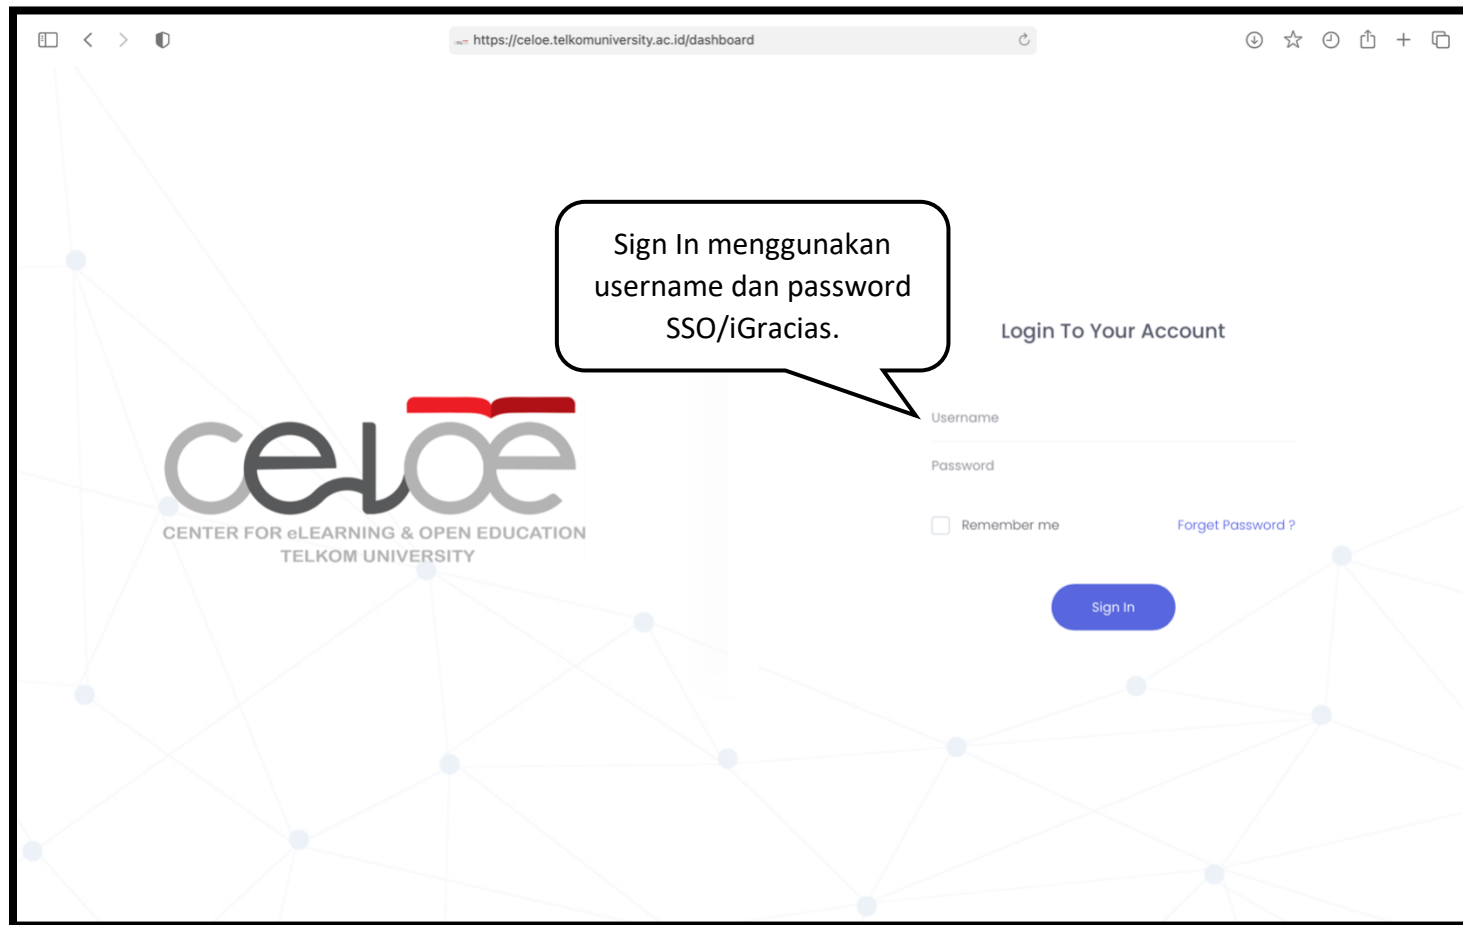 https://celoe.telkomuniversity.ac.id/dashboard
Sign In menggunakan
username dan password
SSO/iGracias.
Login To Your Account
Username
Password
Remember me
Forget Password ?
Sign In
celoe
CENTER FOR eLEARNING & OPEN EDUCATION
TELKOM UNIVERSITY